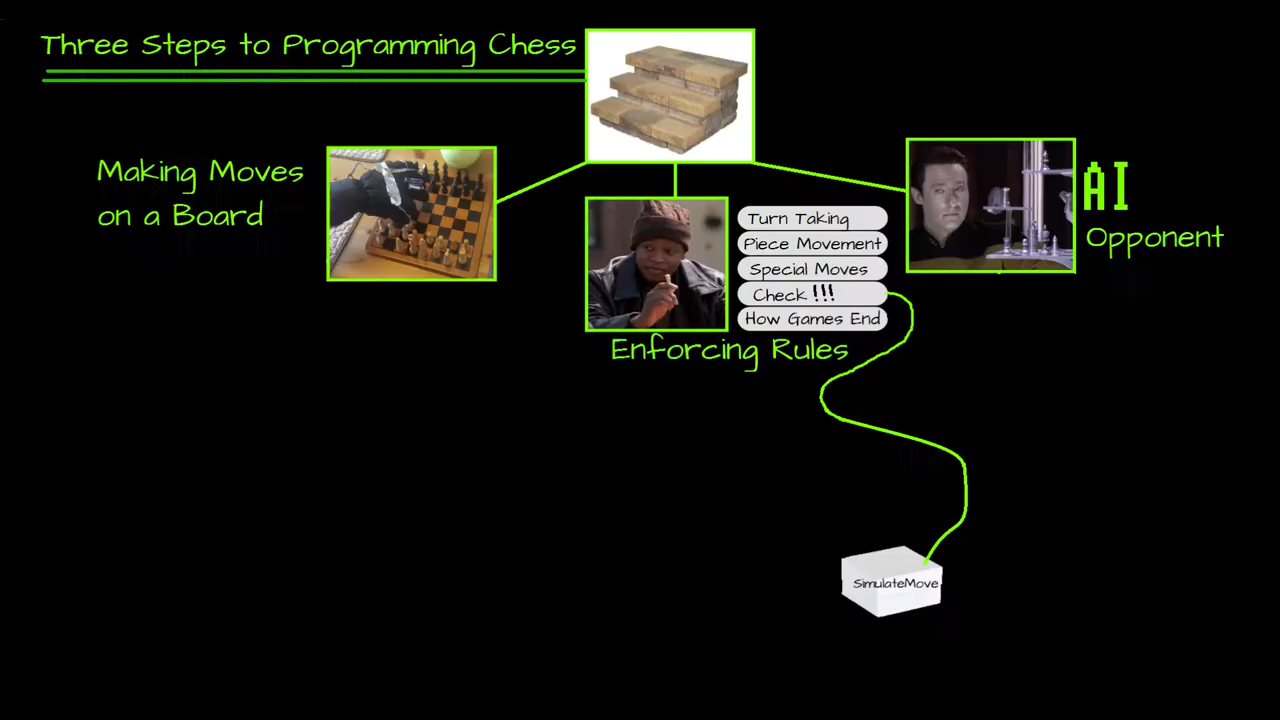 Three Steps to Programming Chess
Making Moves
on a Board
Turn Taking
Piece Movement
Special Moves
Check !!!
How Games End
Enforcing Rules
AI
Opponent
SimulateMove